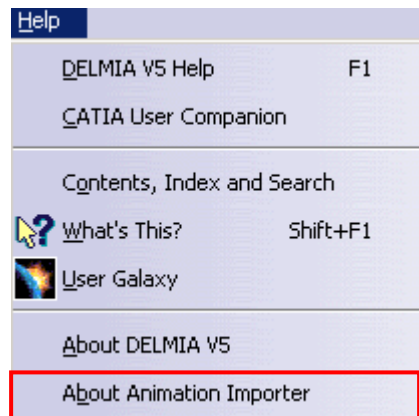 Help
DELMIA V5 Help F1
CATIA User Companion
Contents, Index and Search
What's This? Shift+F1
User Galaxy
About DELMIA V5
About Animation Importer